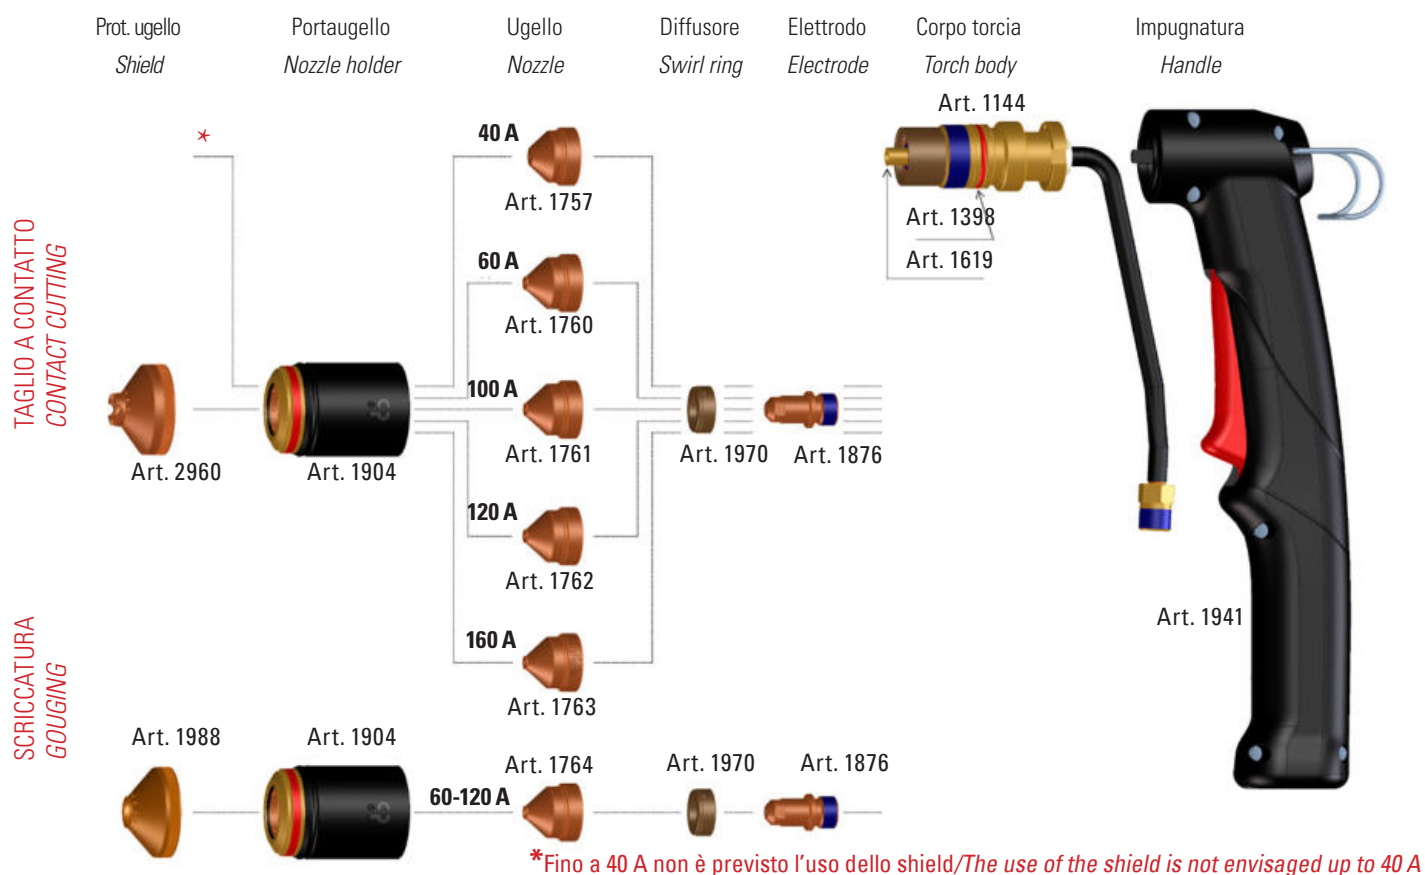 Prot. ugello Portaugello Ugello Diffusore Elettrodo Corpo torcia Impugnatura
Shield Nozzle holder Nozzle Swirl ring Electrode Torch body Handle
TAGLIO A CONTATTO
CONTACT CUTTING
*
40 A
Art. 1757
60 A
Art. 1760
100 A
Art. 1761
120 A
Art. 1762
160 A
Art. 1763
Art. 2960
Art. 1904
Art. 1970
Art. 1876
Art. 1144
Art. 1398
Art. 1619
Art. 1941
SCRICCATURA
GOUGING
Art. 1988
Art. 1904
Art. 1764
60-120 A
Art. 1970
Art. 1876
*Fino a 40 A non è previsto l’uso dello shield/The use of the shield is not envisaged up to 40 A